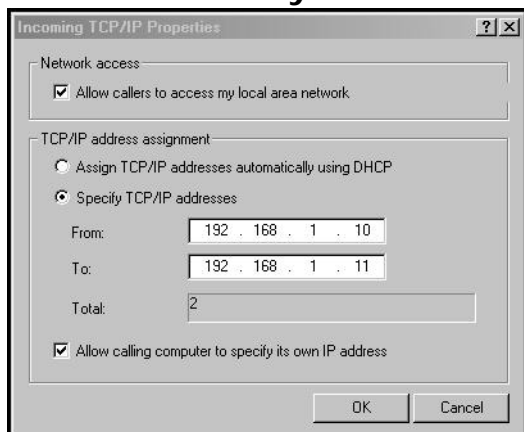 Incoming TCP/IP Properties
Network access
Allow callers to access my local area network
TCP/IP address assignment
Assign TCP/IP addresses automatically using DHCP
Specify TCP/IP addresses
From: 192 . 168 . 1 . 10
To: 192 . 168 . 1 . 11
Total: 2
Allow calling computer to specify its own IP address
OK Cancel